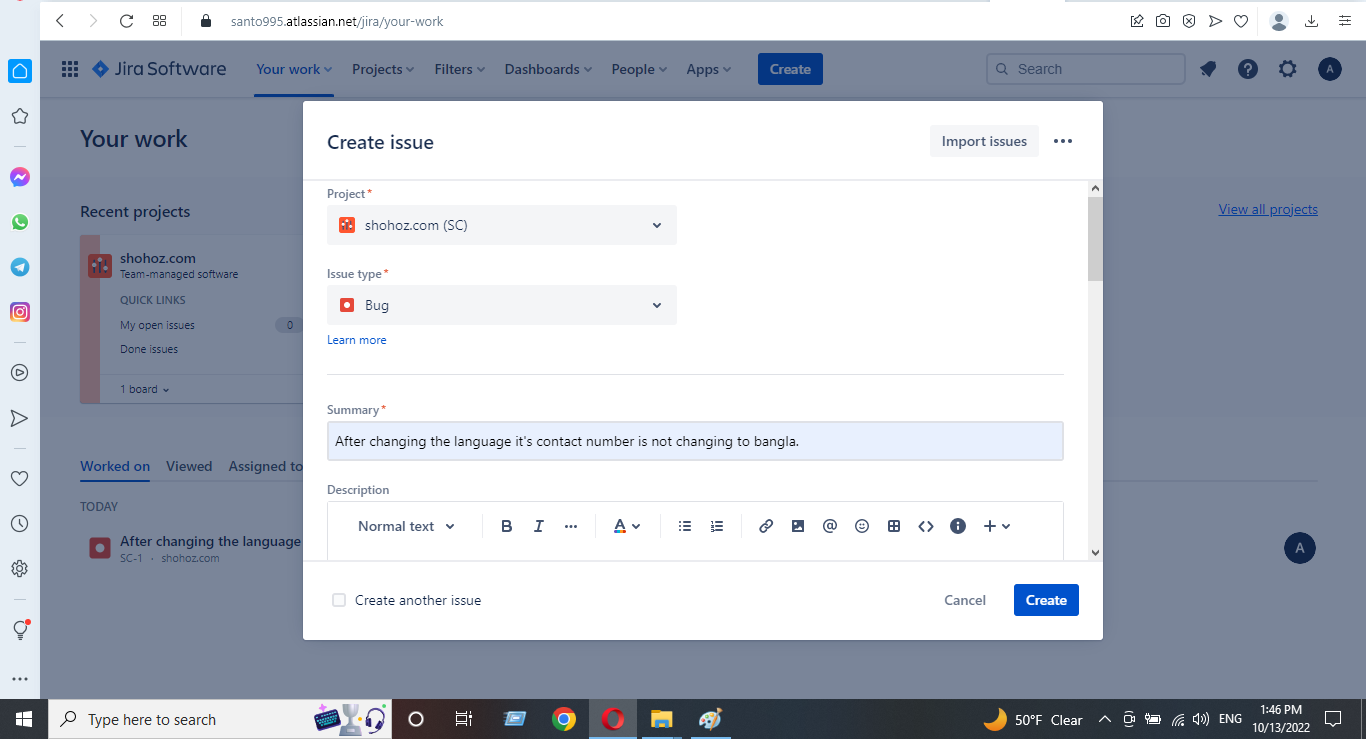 santo995.atlassian.net/jira/your-work
Jira Software Your work Projects Filters Dashboards People Apps Create Search A
Your work
Recent projects
View all projects
shohoz.com
Team-managed software
QUICK LINKS
My open issues 0
Done issues
1 board
Worked on Viewed Assigned to
TODAY
After changing the language
SC-1 · shohoz.com
A
Create issue
Import issues
Project*
shohoz.com (SC)
Issue type*
Bug
Learn more
Summary*
After changing the language it's contact number is not changing to bangla.
Description
Normal text B I A
Create another issue
Cancel Create
Type here to search
50°F Clear
ENG
1:46 PM
10/13/2022